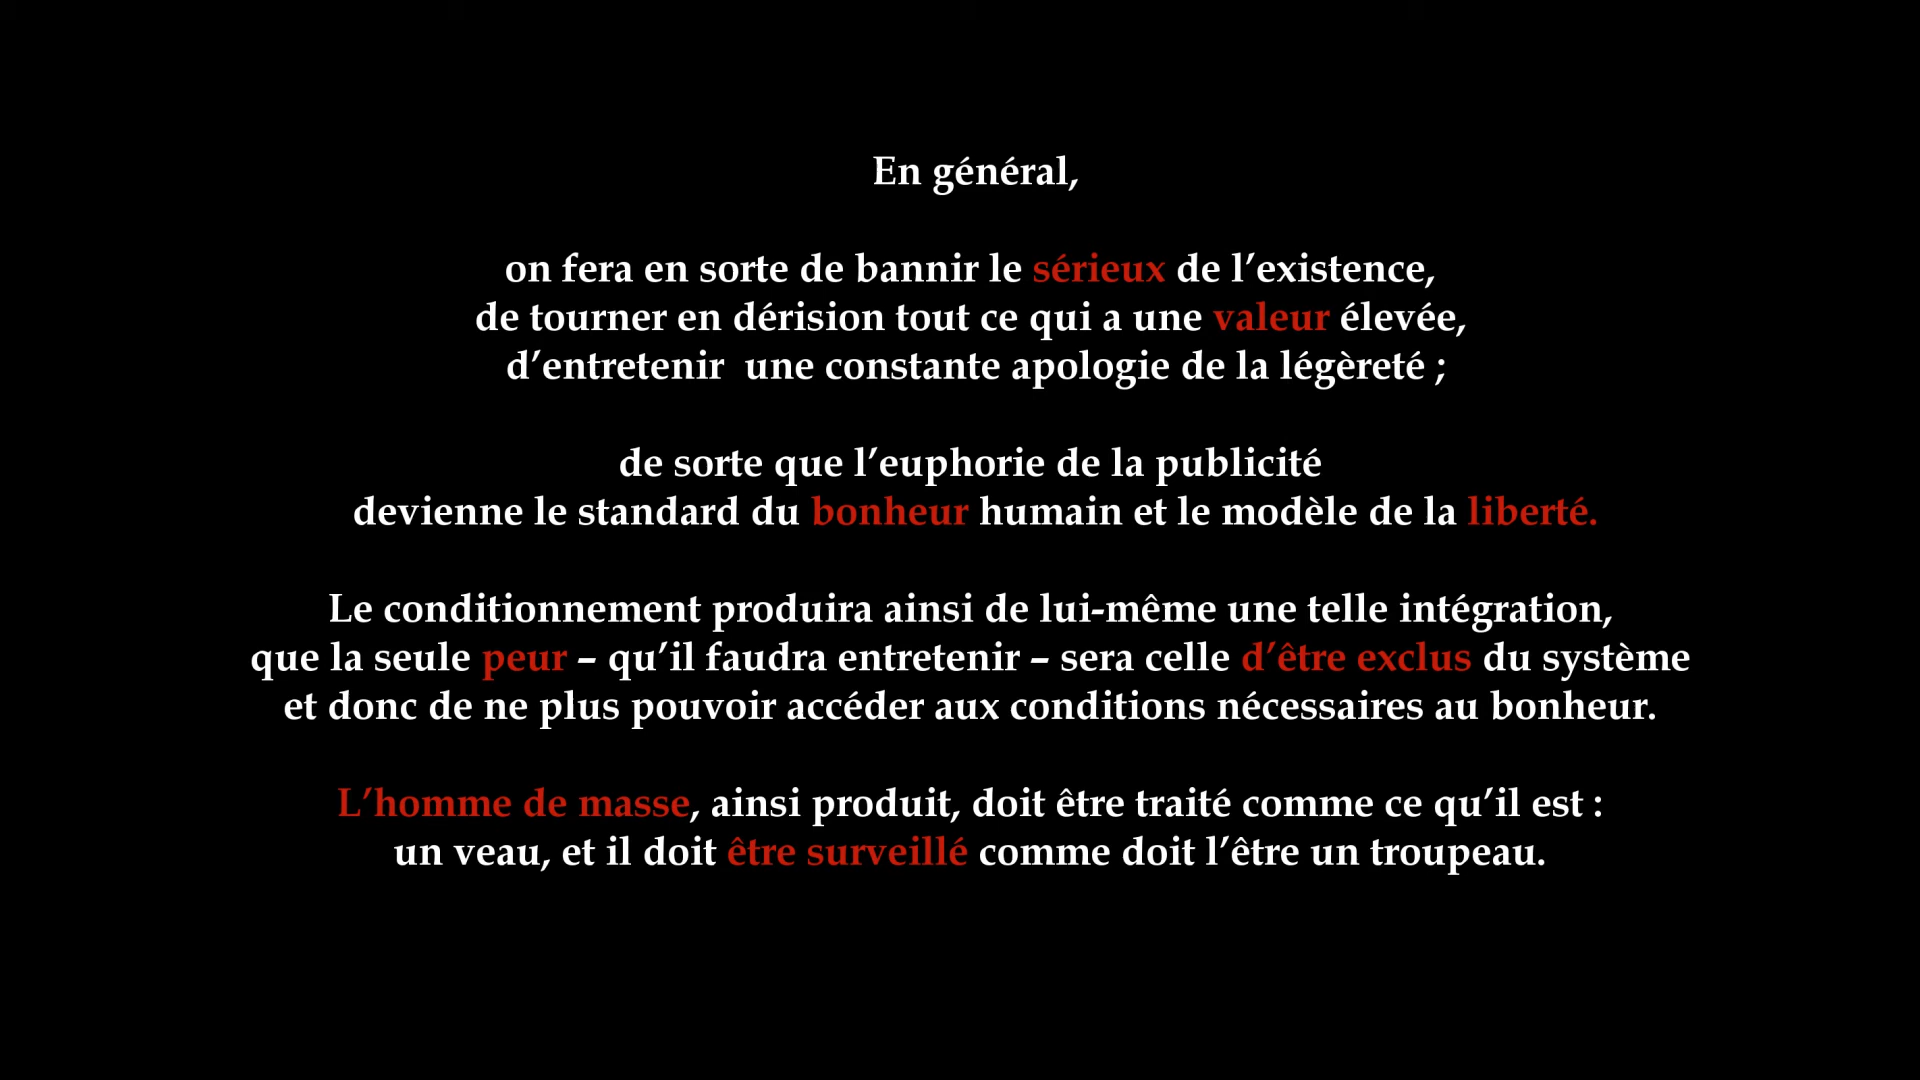 En général,
on fera en sorte de bannir le sérieux de l’existence,
de tourner en dérision tout ce qui a une valeur élevée,
d’entretenir  une constante apologie de la légèreté ;
de sorte que l’euphorie de la publicité
devienne le standard du bonheur humain et le modèle de la liberté.
Le conditionnement produira ainsi de lui-même une telle intégration,
que la seule peur – qu’il faudra entretenir – sera celle d’être exclus du système
et donc de ne plus pouvoir accéder aux conditions nécessaires au bonheur.
L’homme de masse, ainsi produit, doit être traité comme ce qu’il est :
un veau, et il doit être surveillé comme doit l’être un troupeau.